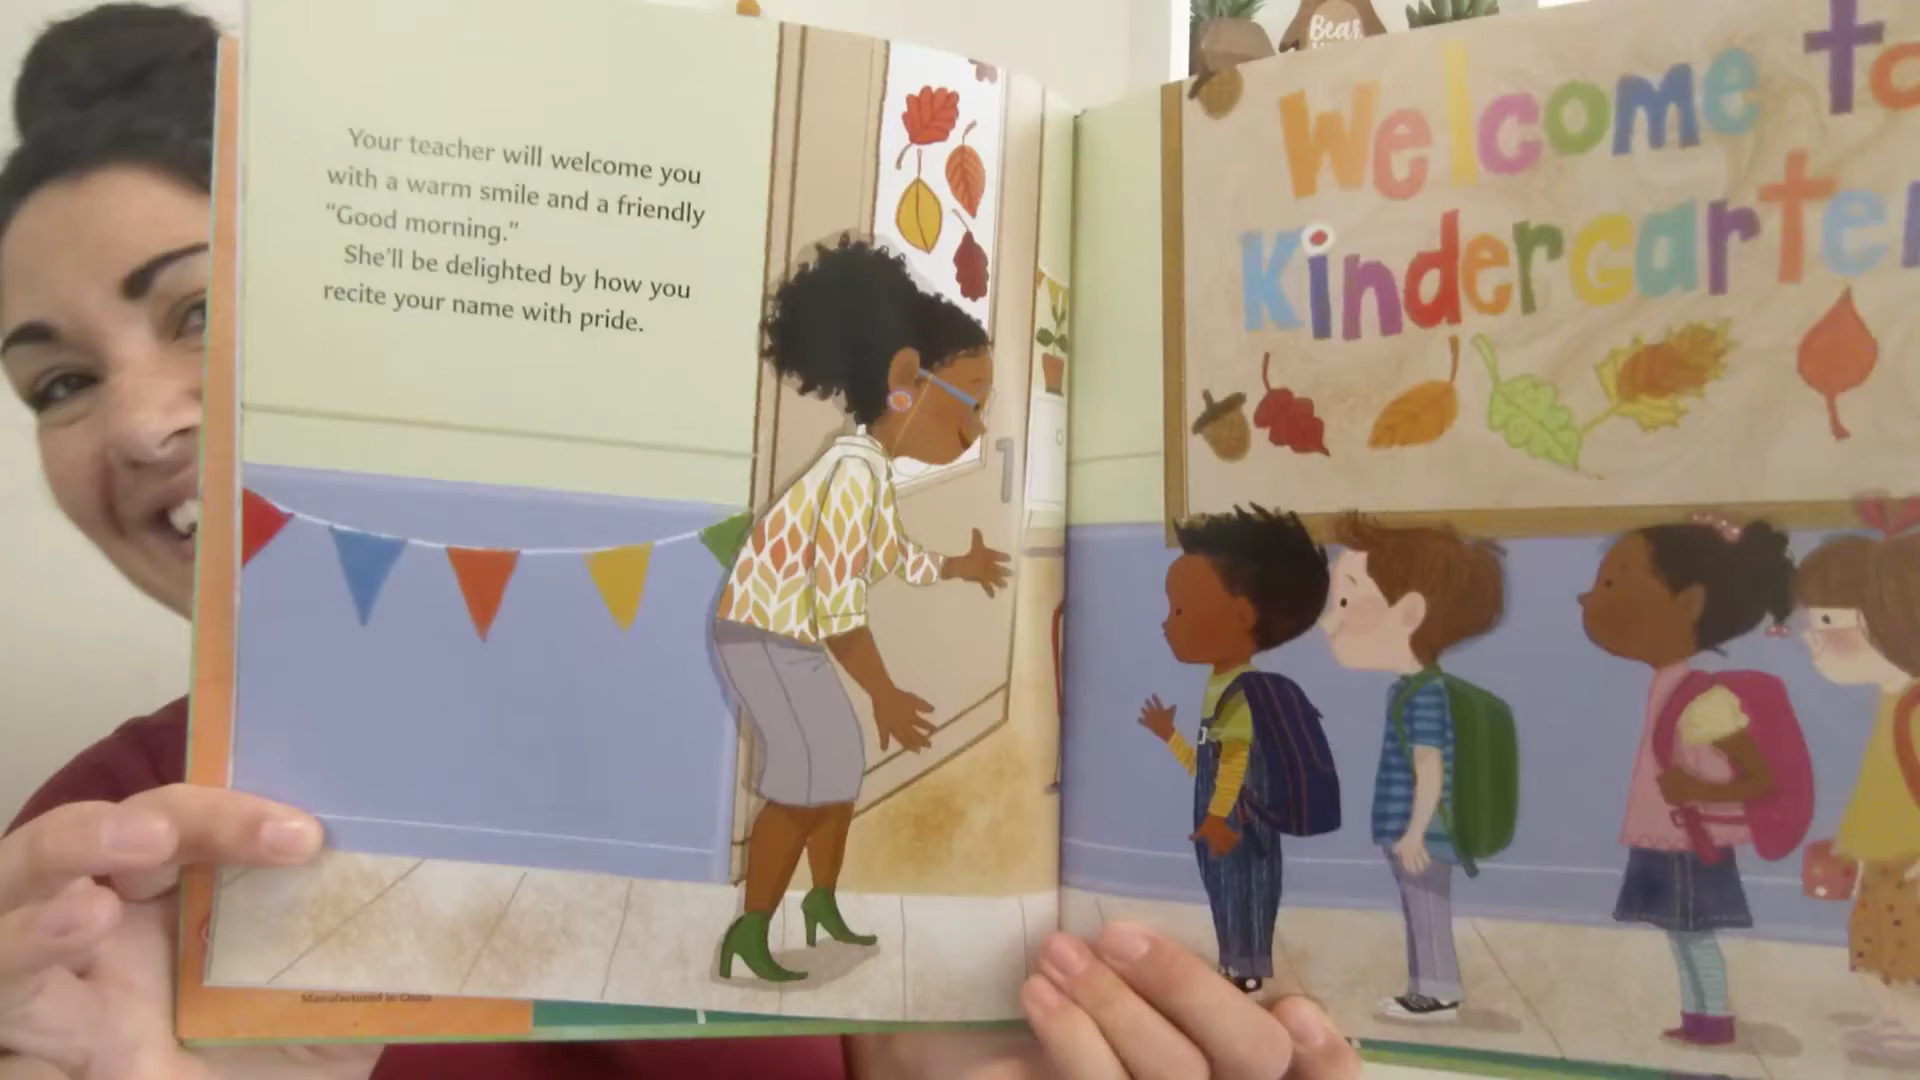 Bear
Your teacher will welcome you
with a warm smile and a friendly
“Good morning.”
She’ll be delighted by how you
recite your name with pride.
Welcome to
Kindergarten
Manufactured in China